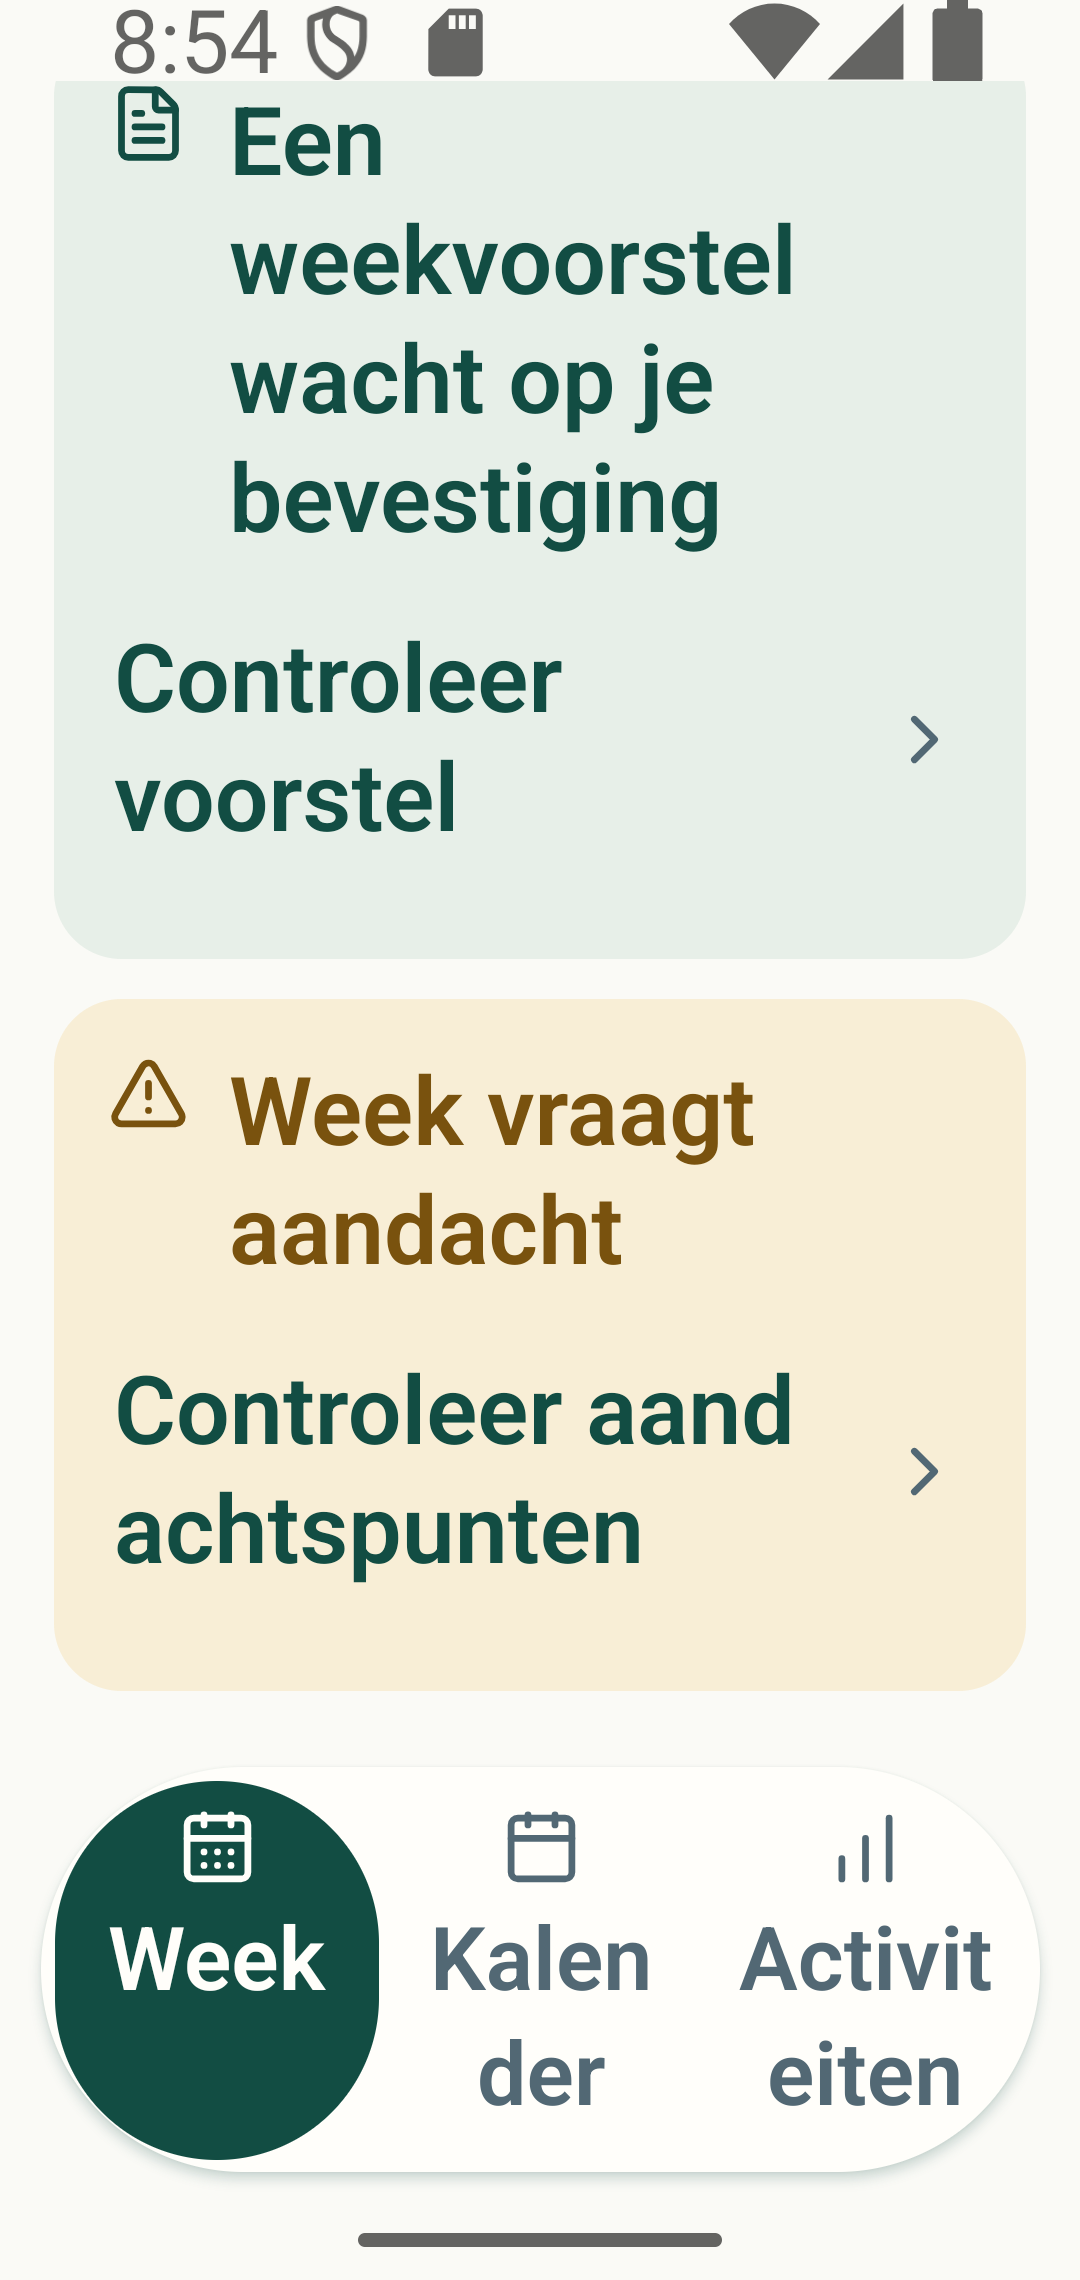 8:54
Een
weekvoorstel
wacht op je
bevestiging
Controleer
voorstel
Week vraagt
aandacht
Controleer aand
achtspunten
Week
Kalen
der
Activit
eiten